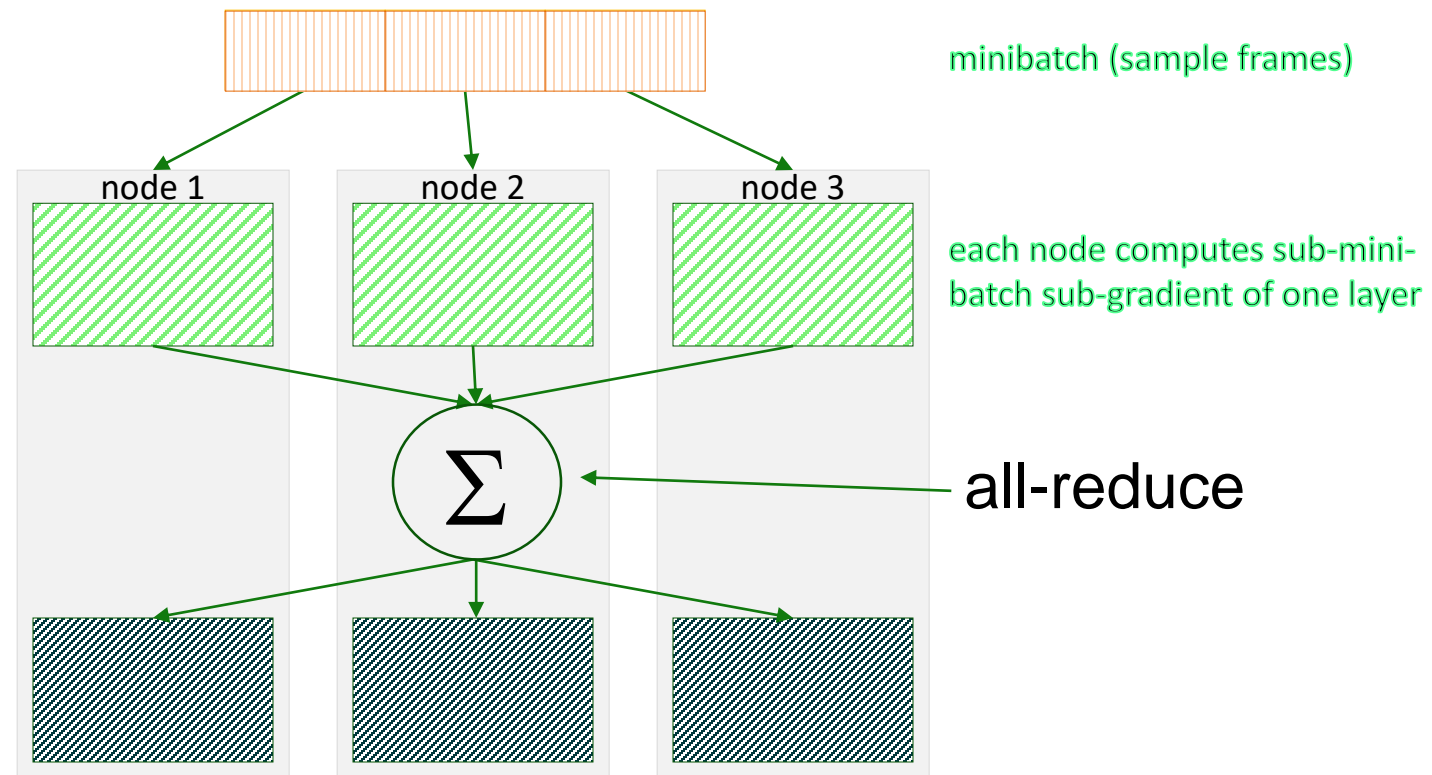 minibatch (sample frames)
node 1
node 2
node 3
each node computes sub-mini-
batch sub-gradient of one layer
Σ
all-reduce